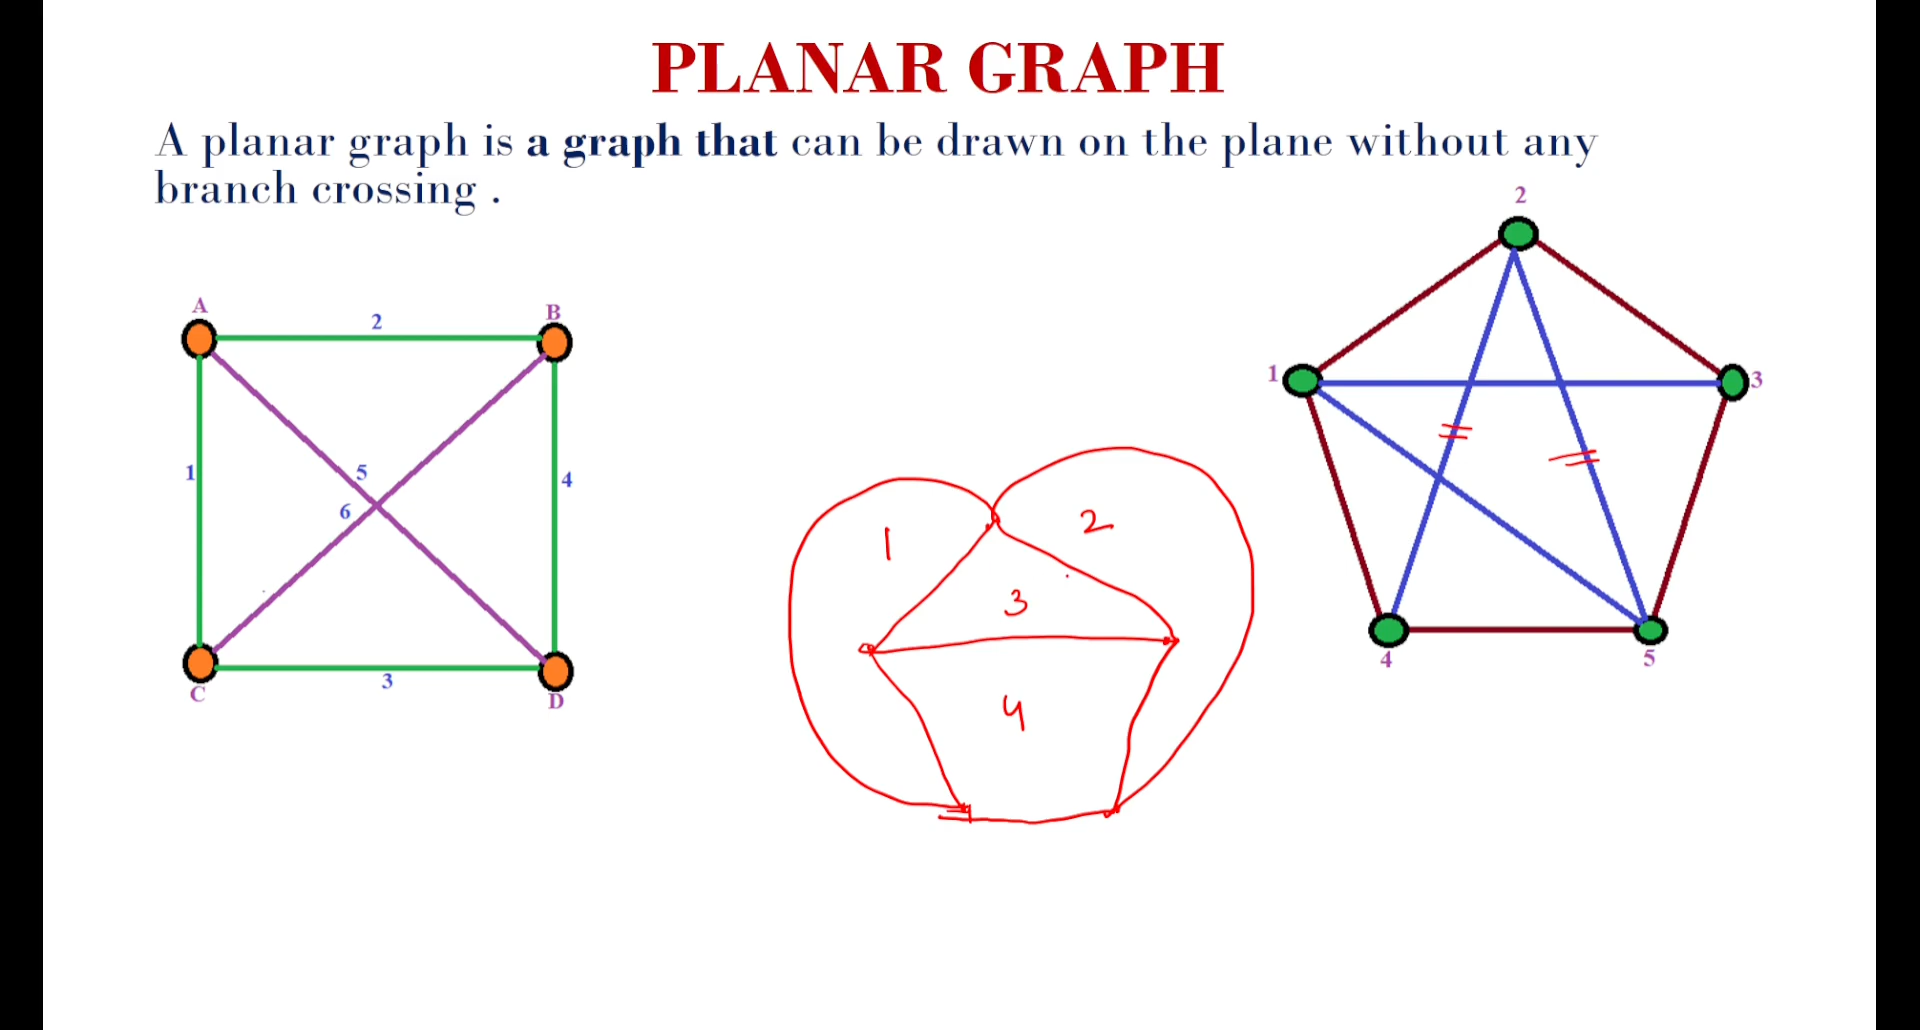 PLANAR GRAPH
A planar graph is a graph that can be drawn on the plane without any
branch crossing .
A
2
B
1
5
6
4
C
3
D
1
2
3
4
2
1
3
4
5